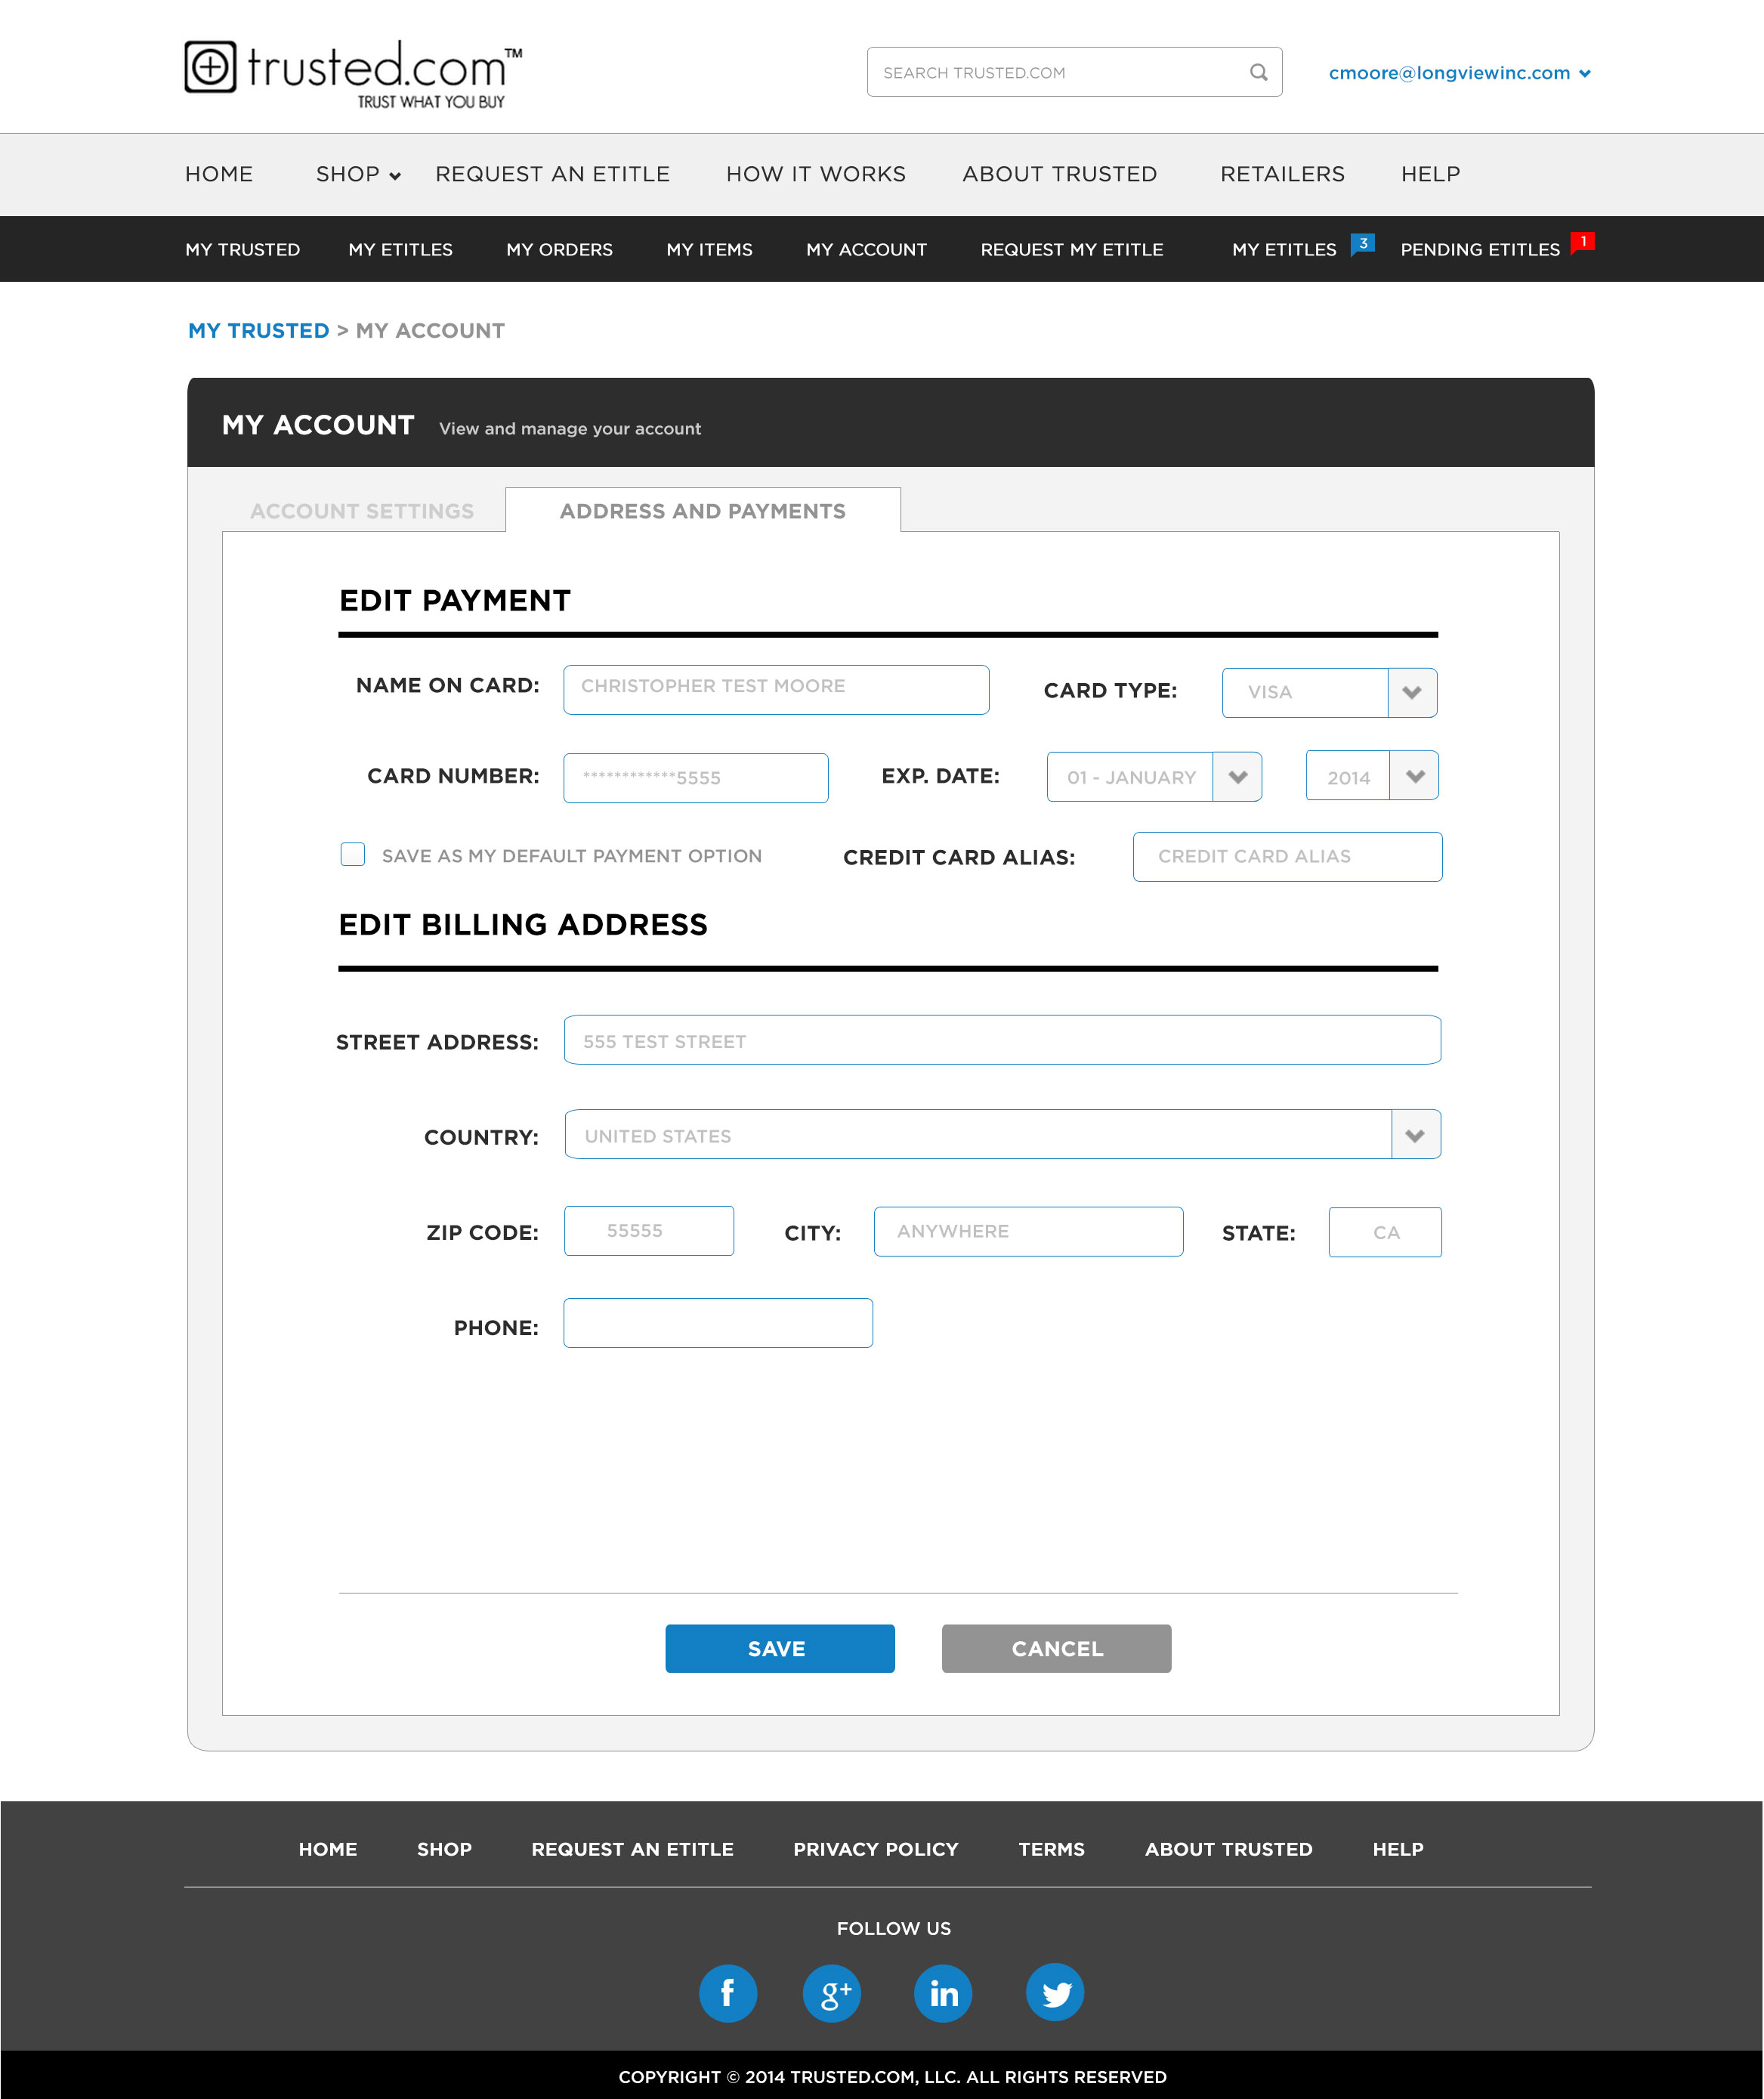 trusted.com™
TRUST WHAT YOU BUY
SEARCH TRUSTED.COM
cmoore@longviewinc.com
HOME SHOP REQUEST AN ETITLE HOW IT WORKS ABOUT TRUSTED RETAILERS HELP
MY TRUSTED MY ETITLES MY ORDERS MY ITEMS MY ACCOUNT REQUEST MY ETITLE MY ETITLES 3 PENDING ETITLES 1
MY TRUSTED > MY ACCOUNT
MY ACCOUNT View and manage your account
ACCOUNT SETTINGS ADDRESS AND PAYMENTS
EDIT PAYMENT
NAME ON CARD: CHRISTOPHER TEST MOORE CARD TYPE: VISA
CARD NUMBER: ************5555 EXP. DATE: 01 - JANUARY 2014
SAVE AS MY DEFAULT PAYMENT OPTION CREDIT CARD ALIAS: CREDIT CARD ALIAS
EDIT BILLING ADDRESS
STREET ADDRESS: 555 TEST STREET
COUNTRY: UNITED STATES
ZIP CODE: 55555 CITY: ANYWHERE STATE: CA
PHONE:
SAVE CANCEL
HOME SHOP REQUEST AN ETITLE PRIVACY POLICY TERMS ABOUT TRUSTED HELP
FOLLOW US
f g+ in
COPYRIGHT © 2014 TRUSTED.COM, LLC. ALL RIGHTS RESERVED